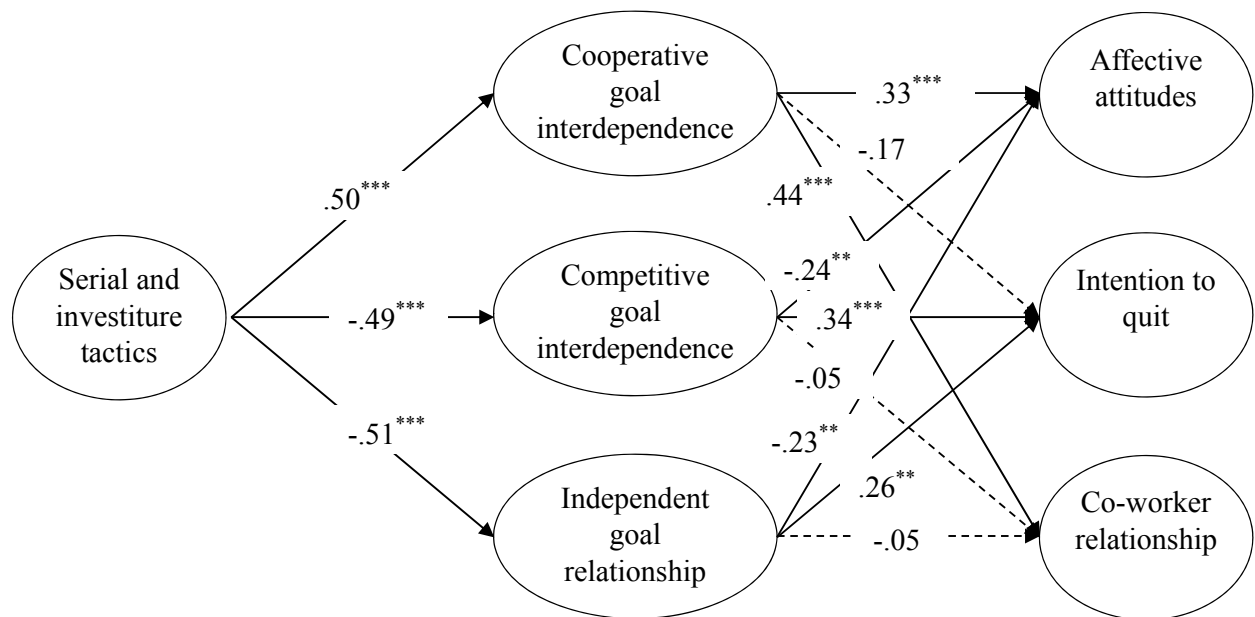 Cooperative
goal
interdependence
Affective
attitudes
.33***
-.17
.50***
.44***
Serial and
investiture
tactics
Competitive
goal
interdependence
Intention to
quit
-.24**
-.49***
.34***
-.05
-.51***
-.23**
.26**
Independent
goal
relationship
Co-worker
relationship
-.05